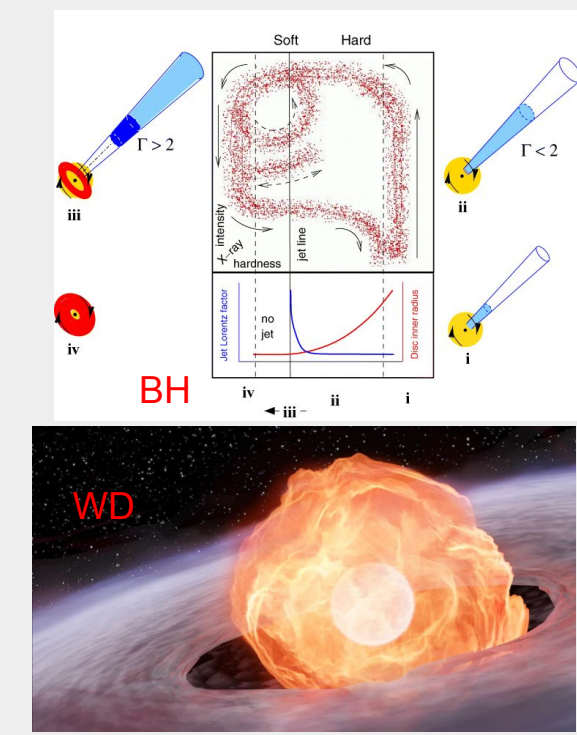 Soft Hard
Γ > 2
Γ < 2
iii
ii
intensity
X-ray
hardness
jet line
Jet Lorentz factor
no
jet
Disc inner radius
iv
i
BH
iv
iii
ii
i
WD